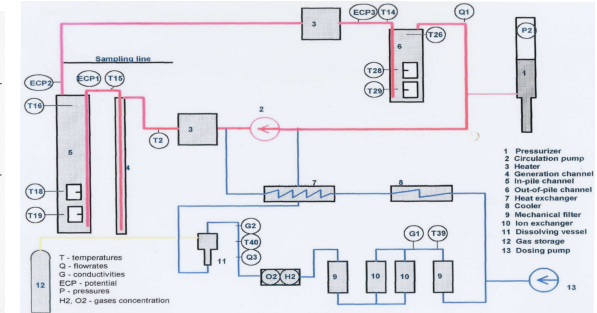 ECP3
T14
Q1
3
T26
P2
6
Sampling line
T28
1
ECP2
ECP1
T15
T29
T16
2
3
T2
5
4
1 Pressurizer
2 Circulation pump
3 Heater
4 Generation channel
5 In-pile channel
6 Out-of-pile channel
7 Heat exchanger
8 Cooler
9 Mechanical filter
10 Ion exchanger
11 Dissolving vessel
12 Gas storage
13 Dosing pump
7
8
T18
T19
G2
T40
Q3
11
G1
T39
O2
H2
9
10
10
9
13
12
T - temperatures
Q - flowrates
G - conductivities
ECP - potential
P - pressures
H2, O2 - gases concentration